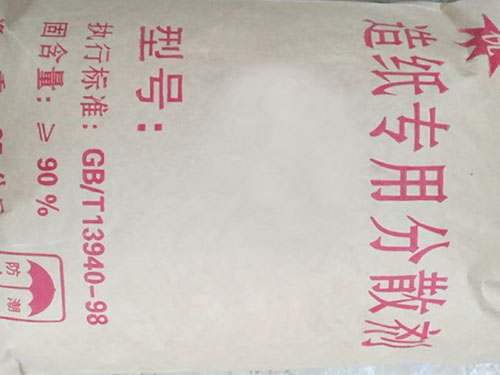 造纸专用分散剂
型号：
执行标准：GB/T13940-98
固含量：≥90%
防潮